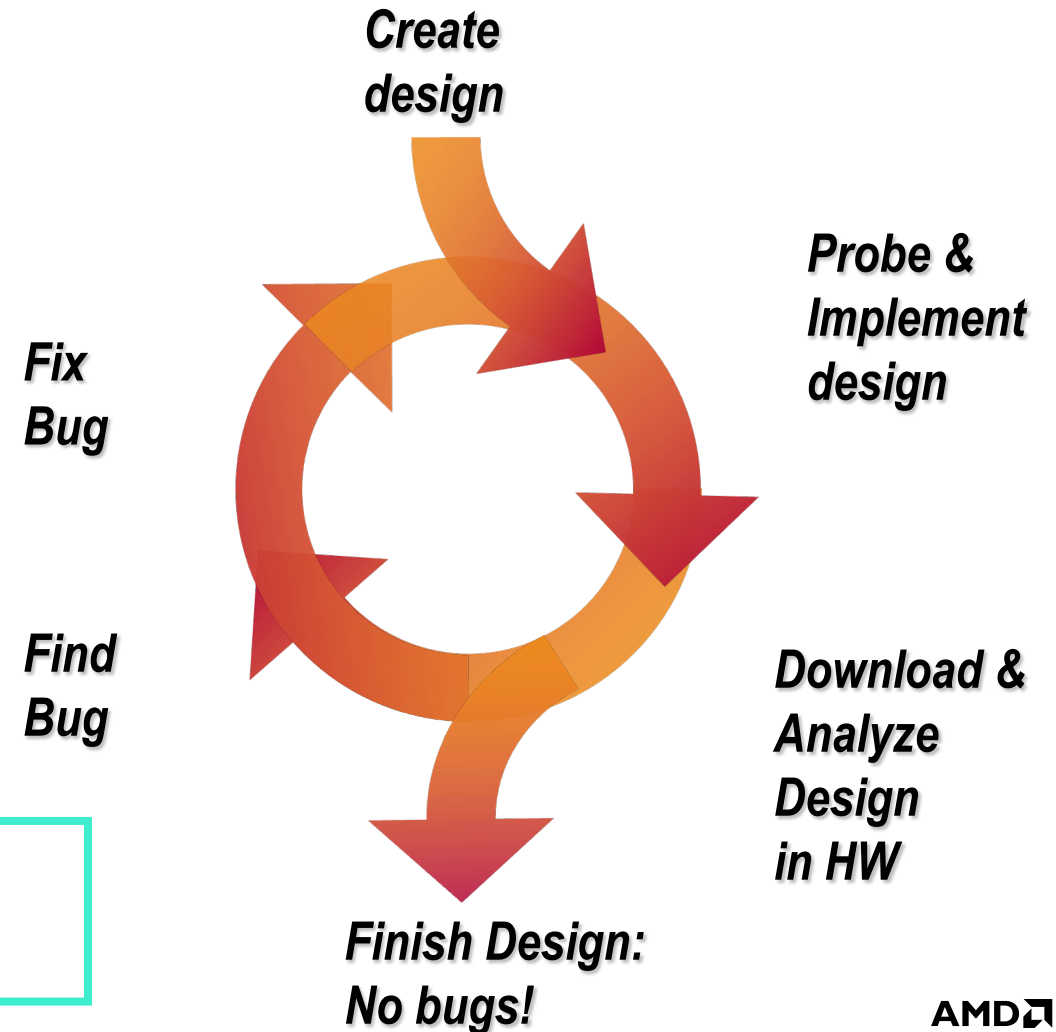 Create
design
Probe &
Implement
design
Download &
Analyze
Design
in HW
Finish Design:
No bugs!
Find
Bug
Fix
Bug
AMD